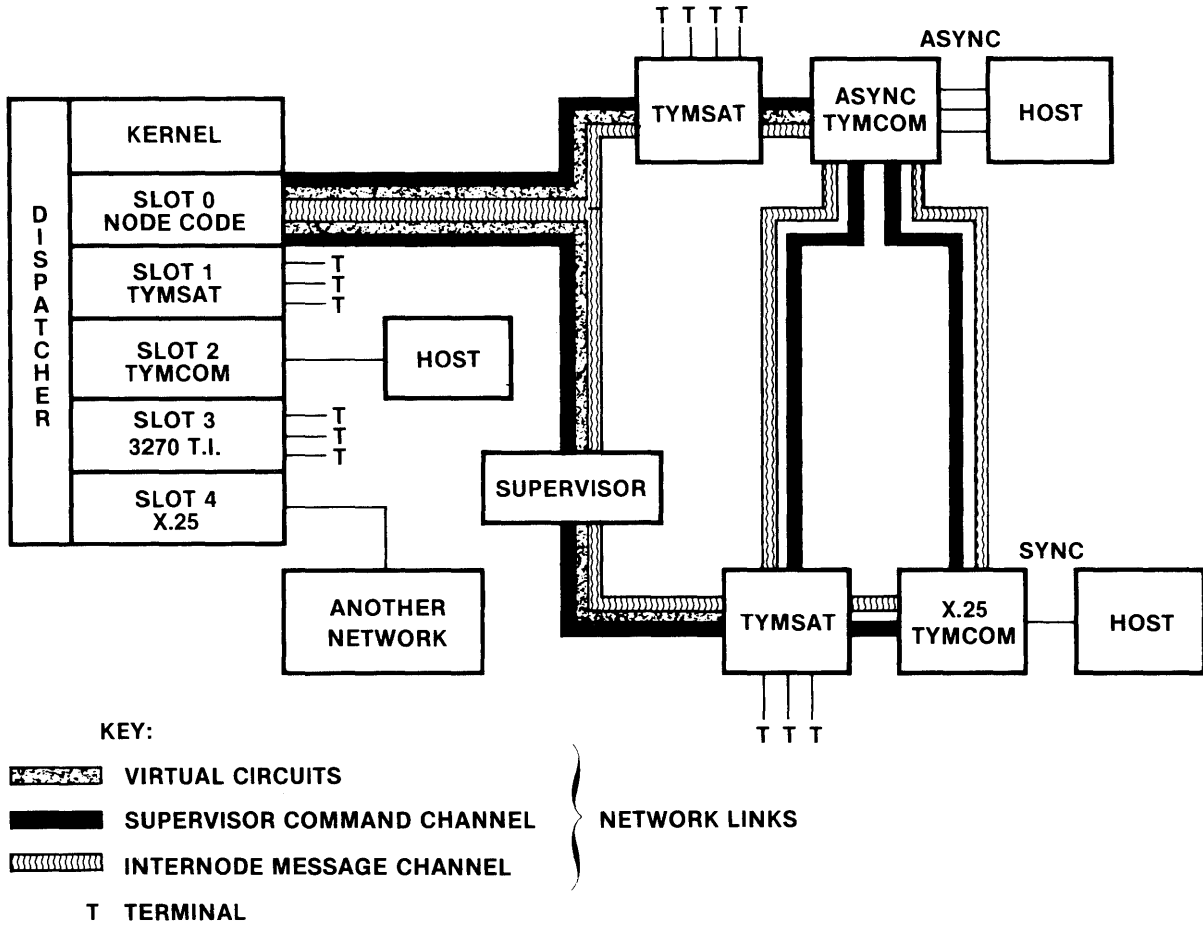 T T T T
ASYNC
TYMSAT
ASYNC
TYMCOM
HOST
DISPATCHER
KERNEL
SLOT 0
NODE CODE
SLOT 1
TYMSAT
T
T
T
SLOT 2
TYMCOM
HOST
SLOT 3
3270 T.I.
T
T
T
SLOT 4
X.25
SUPERVISOR
ANOTHER
NETWORK
SYNC
TYMSAT
X.25
TYMCOM
HOST
T T T
KEY:
VIRTUAL CIRCUITS
SUPERVISOR COMMAND CHANNEL
NETWORK LINKS
INTERNODE MESSAGE CHANNEL
T TERMINAL